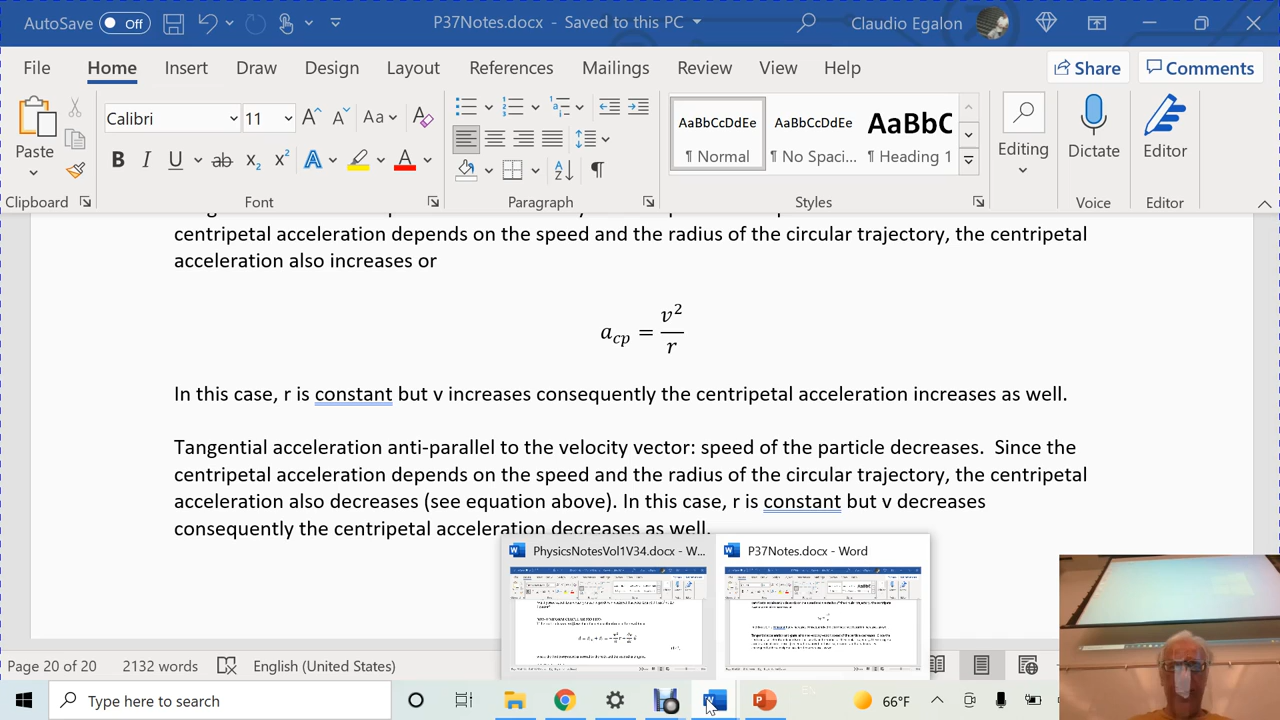 AutoSave Off P37Notes.docx - Saved to this PC Claudio Egalon
File Home Insert Draw Design Layout References Mailings Review View Help Share Comments
Paste Calibri 11 Aa AaBbCcDdEe AaBbCcDdEe AaBbC Editing Dictate Editor
B I U ab x₂ x² A A ¶ Normal ¶ No Spaci... ¶ Heading 1
Clipboard Font Paragraph Styles Voice Editor
centripetal acceleration depends on the speed and the radius of the circular trajectory, the centripetal
acceleration also increases or
a_cp = v²/r
In this case, r is constant but v increases consequently the centripetal acceleration increases as well.
Tangential acceleration anti-parallel to the velocity vector: speed of the particle decreases. Since the
centripetal acceleration depends on the speed and the radius of the circular trajectory, the centripetal
acceleration also decreases (see equation above). In this case, r is constant but v decreases
consequently the centripetal acceleration decreases as well.
PhysicsNotesVol1V34.docx - W... P37Notes.docx - Word
Page 20 of 20 2132 words English (United States)
Type here to search 66°F